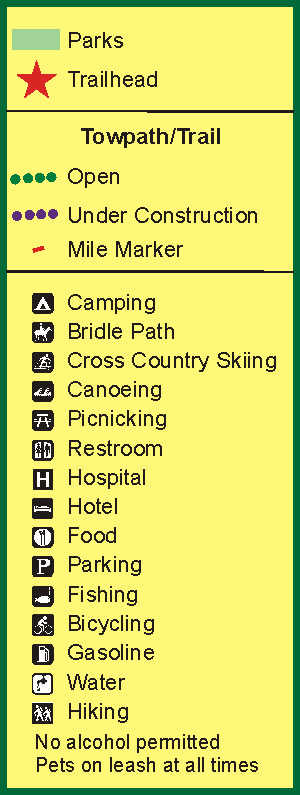 Parks
Trailhead
Towpath/Trail
Open
Under Construction
Mile Marker
Camping
Bridle Path
Cross Country Skiing
Canoeing
Picnicking
Restroom
H Hospital
Hotel
Food
P Parking
Fishing
Bicycling
Gasoline
Water
Hiking
No alcohol permitted
Pets on leash at all times